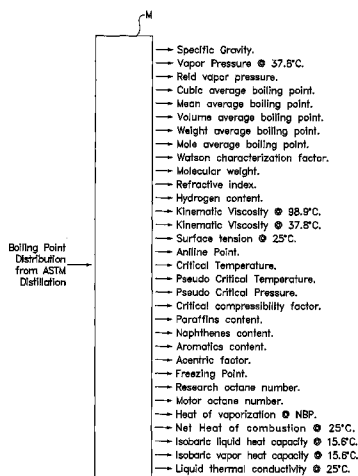 M
Specific Gravity.
Vapor Pressure @ 37.8°C.
Reid vapor pressure.
Cubic average boiling point.
Mean average boiling point.
Volume average boiling point.
Weight average boiling point.
Mole average boiling point.
Watson characterization factor.
Molecular weight.
Refractive index.
Hydrogen content.
Kinematic Viscosity @ 98.9°C.
Kinematic Viscosity @ 37.8°C.
Surface tension @ 25°C.
Aniline Point.
Critical Temperature.
Pseudo Critical Temperature.
Pseudo Critical Pressure.
Critical compressibility factor.
Paraffins content.
Naphthenes content.
Aromatics content.
Acentric factor.
Freezing Point.
Research octane number.
Motor octane number.
Heat of vaporization @ NBP.
Net Heat of combustion @ 25°C.
Isobaric liquid heat capacity @ 15.6°C.
Isobaric vapor heat capacity @ 15.6°C.
Liquid thermal conductivity @ 25°C.
Boiling Point
Distribution
from ASTM
Distillation